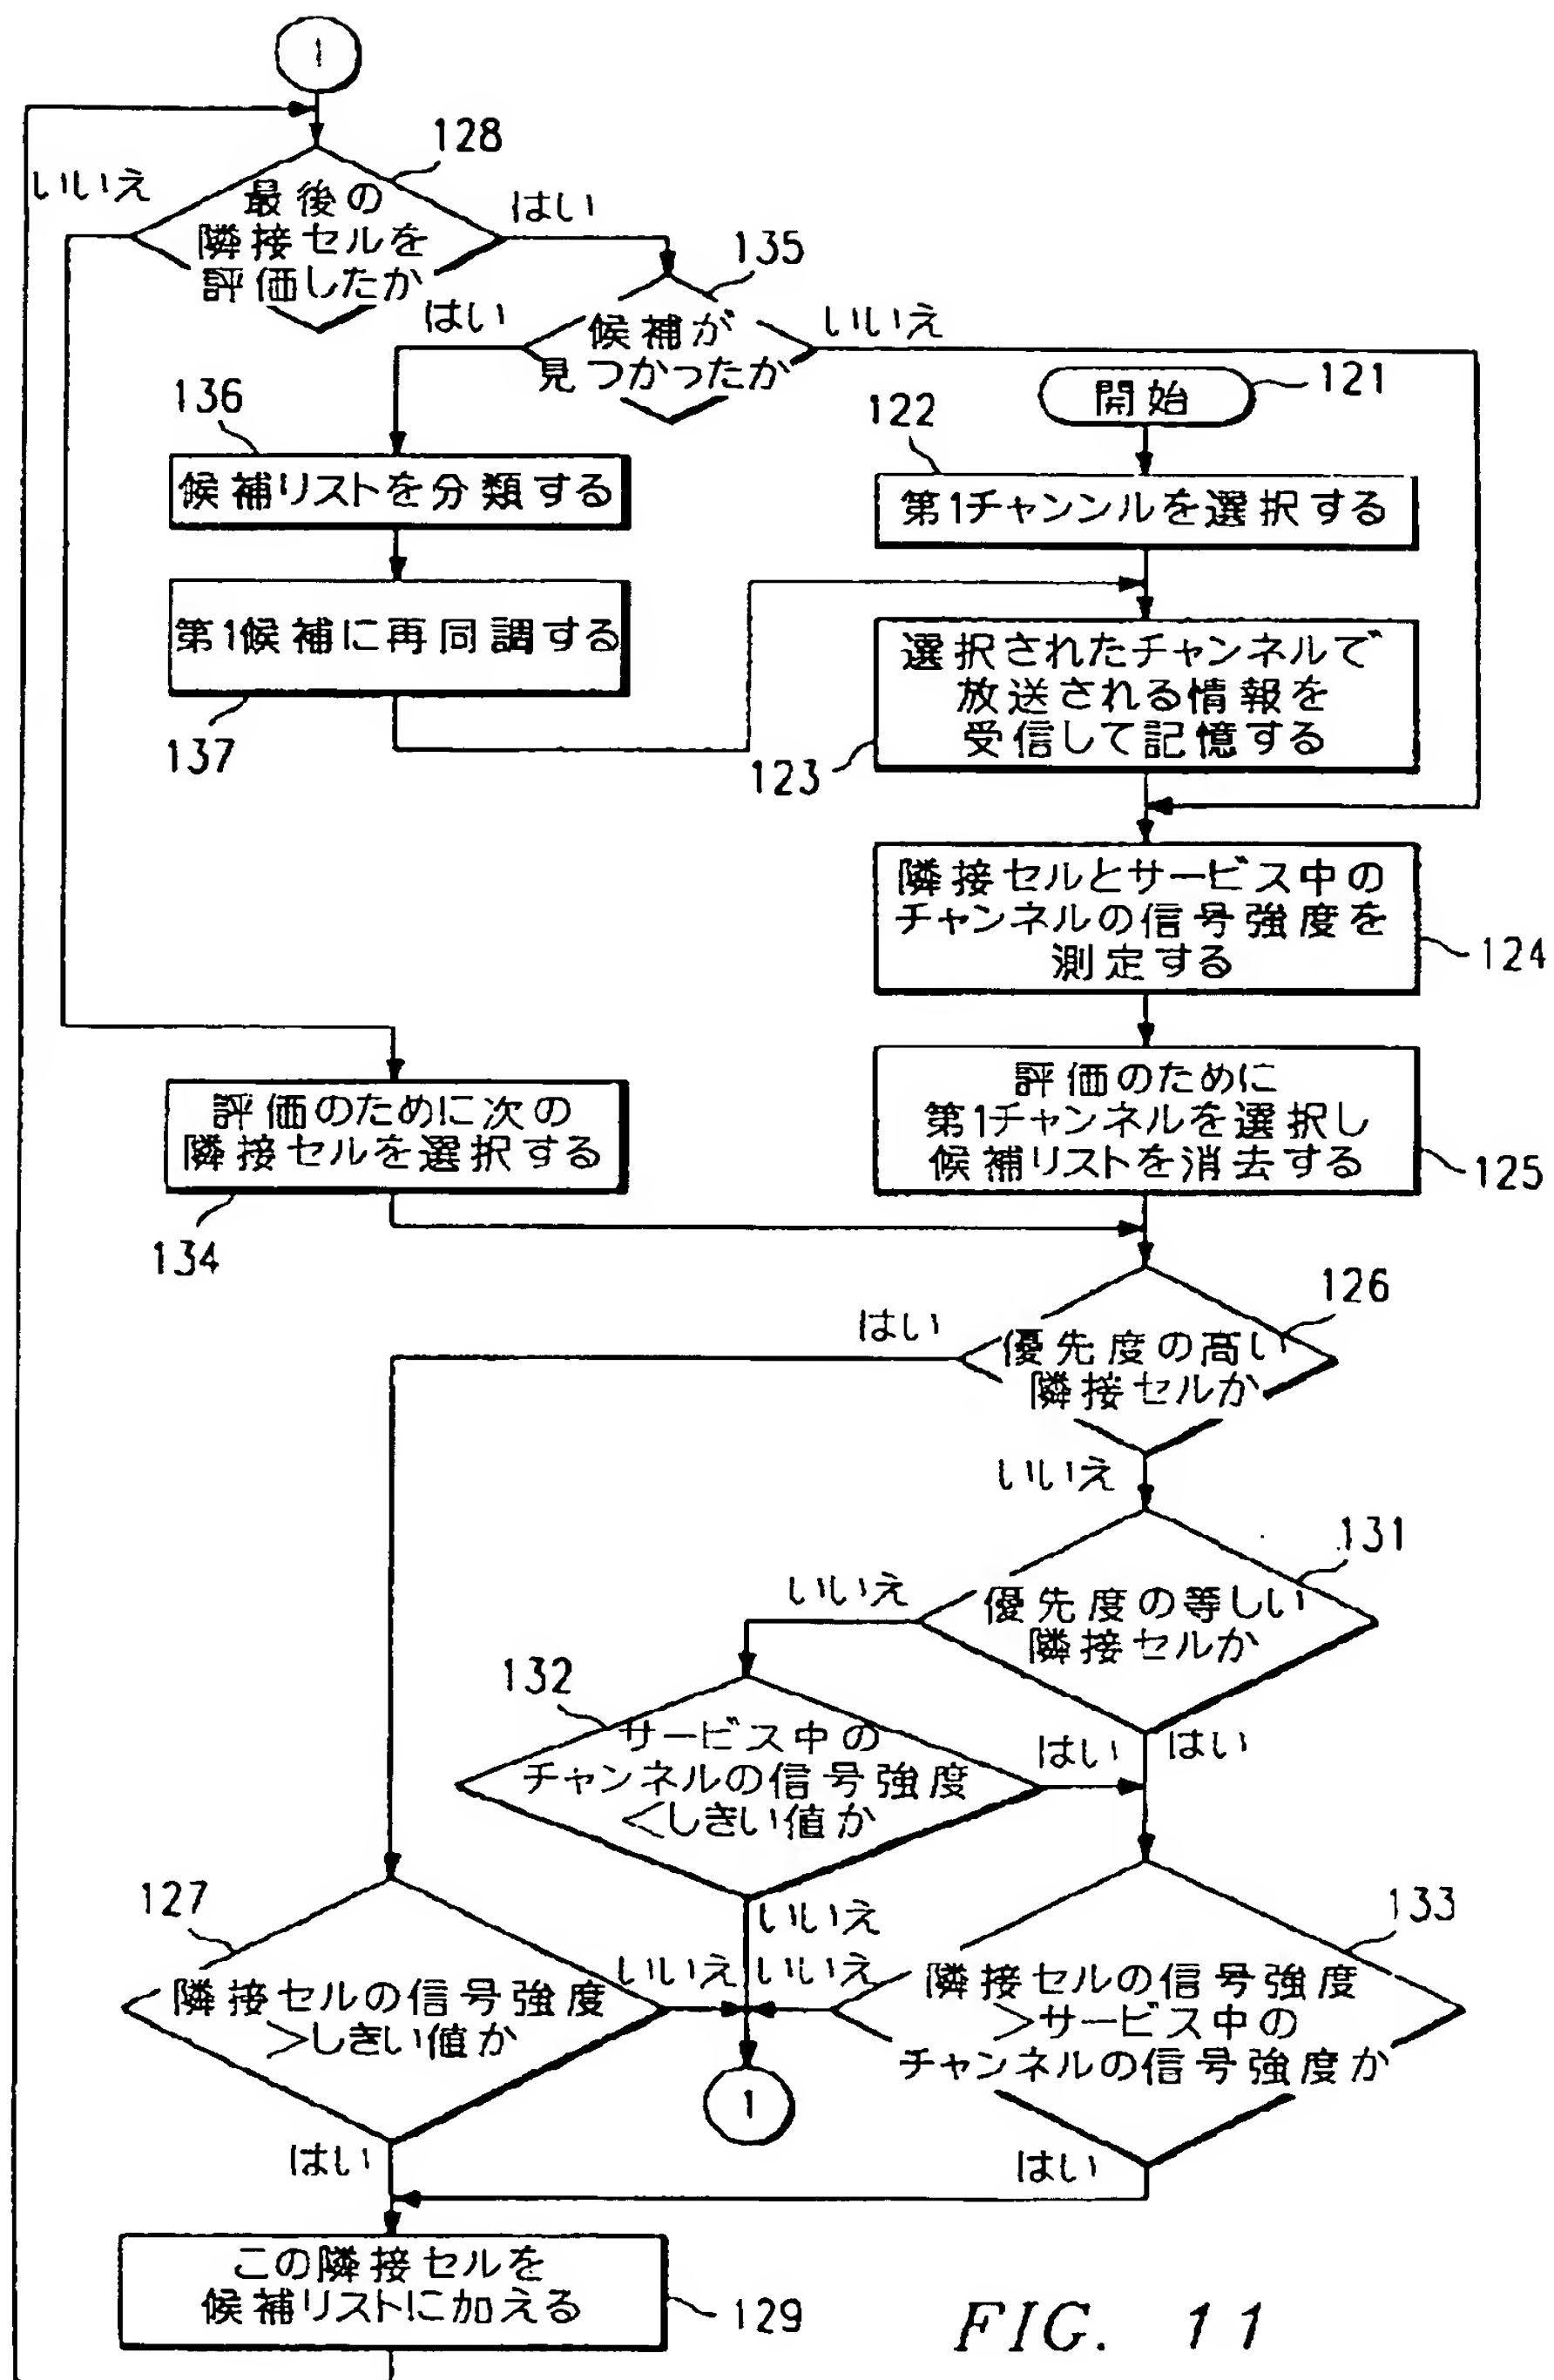 1
128
いいえ
最後の
隣接セルを
評価したか
はい
135
はい
候補が
見つかったか
いいえ
開始
121
136
候補リストを分類する
122
第1チャンンルを選択する
第1候補に再同調する
137
選択されたチャンネルで
放送される情報を
受信して記憶する
123
隣接セルとサービス中の
チャンネルの信号強度を
測定する
124
評価のために次の
隣接セルを選択する
134
評価のために
第1チャンネルを選択し
候補リストを消去する
125
126
はい
優先度の高い
隣接セルか
いいえ
131
いいえ
優先度の等しい
隣接セルか
132
サービス中の
チャンネルの信号強度
<しきい値か
はい
はい
いいえ
127
隣接セルの信号強度
>しきい値か
いいえ
いいえ
133
隣接セルの信号強度
>サービス中の
チャンネルの信号強度か
1
はい
はい
この隣接セルを
候補リストに加える
129
FIG. 11